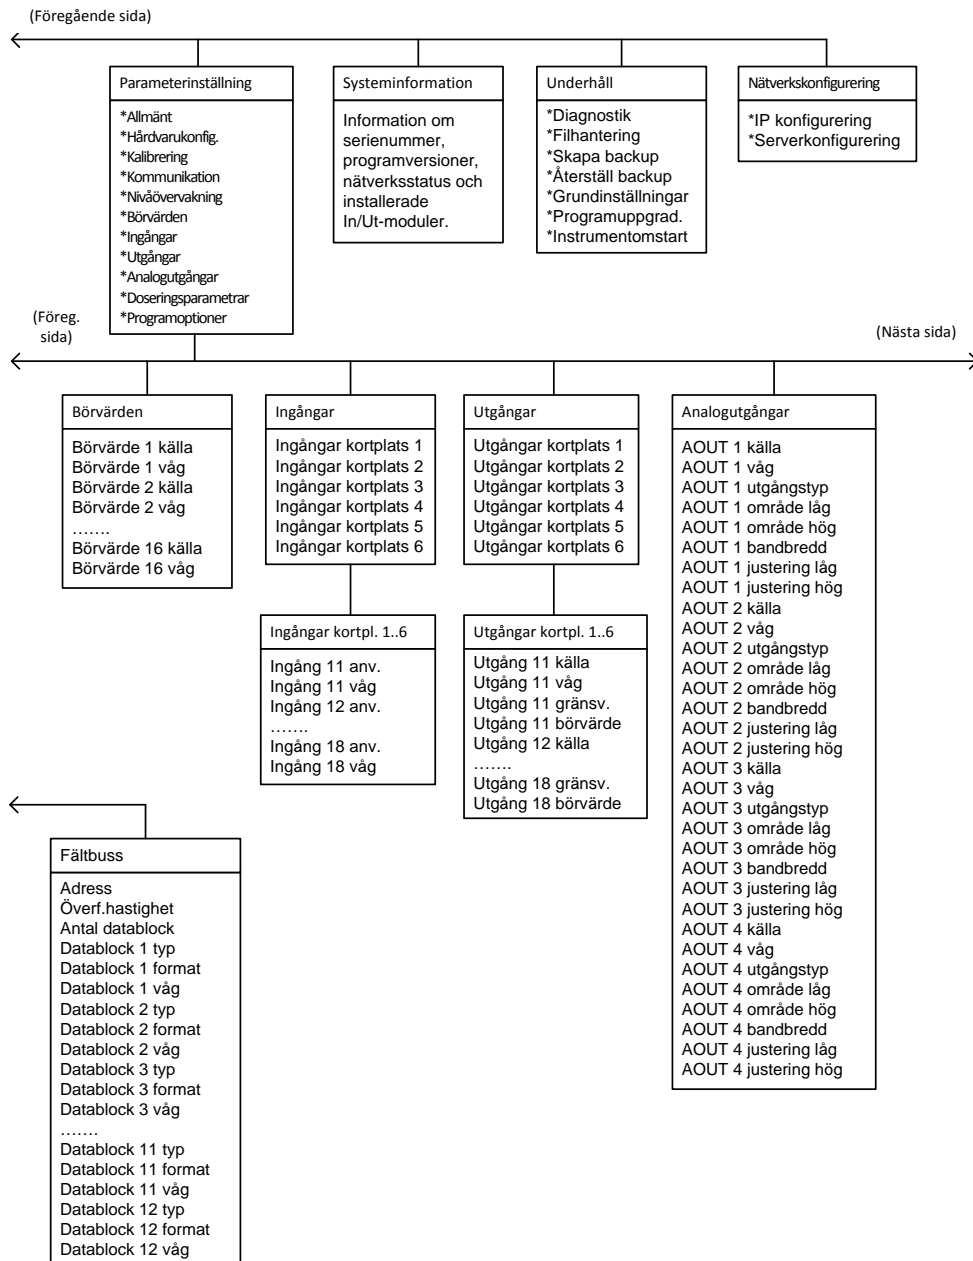 (Föregående sida)
Parameterinställning
*Allmänt
*Hårdvarukonfig.
*Kalibrering
*Kommunikation
*Nivåövervakning
*Börvärden
*Ingångar
*Utgångar
*Analogutgångar
*Doseringsparametrar
*Programoptioner
Systeminformation
Information om
serienummer,
programversioner,
nätverksstatus och
installerade
In/Ut-moduler.
Underhåll
*Diagnostik
*Filhantering
*Skapa backup
*Återställ backup
*Grundinställningar
*Programuppgrad.
*Instrumentomstart
Nätverkskonfigurering
*IP konfigurering
*Serverkonfigurering
(Föreg.
sida)
(Nästa sida)
Börvärden
Börvärde 1 källa
Börvärde 1 våg
Börvärde 2 källa
Börvärde 2 våg
…….
Börvärde 16 källa
Börvärde 16 våg
Ingångar
Ingångar kortplats 1
Ingångar kortplats 2
Ingångar kortplats 3
Ingångar kortplats 4
Ingångar kortplats 5
Ingångar kortplats 6
Ingångar kortpl. 1..6
Ingång 11 anv.
Ingång 11 våg
Ingång 12 anv.
…….
Ingång 18 anv.
Ingång 18 våg
Utgångar
Utgångar kortplats 1
Utgångar kortplats 2
Utgångar kortplats 3
Utgångar kortplats 4
Utgångar kortplats 5
Utgångar kortplats 6
Utgångar kortpl. 1..6
Utgång 11 källa
Utgång 11 våg
Utgång 11 gränsv.
Utgång 11 börvärde
Utgång 12 källa
…….
Utgång 18 gränsv.
Utgång 18 börvärde
Analogutgångar
AOUT 1 källa
AOUT 1 våg
AOUT 1 utgångstyp
AOUT 1 område låg
AOUT 1 område hög
AOUT 1 bandbredd
AOUT 1 justering låg
AOUT 1 justering hög
AOUT 2 källa
AOUT 2 våg
AOUT 2 utgångstyp
AOUT 2 område låg
AOUT 2 område hög
AOUT 2 bandbredd
AOUT 2 justering låg
AOUT 2 justering hög
AOUT 3 källa
AOUT 3 våg
AOUT 3 utgångstyp
AOUT 3 område låg
AOUT 3 område hög
AOUT 3 bandbredd
AOUT 3 justering låg
AOUT 3 justering hög
AOUT 4 källa
AOUT 4 våg
AOUT 4 utgångstyp
AOUT 4 område låg
AOUT 4 område hög
AOUT 4 bandbredd
AOUT 4 justering låg
AOUT 4 justering hög
Fältbuss
Adress
Överf.hastighet
Antal datablock
Datablock 1 typ
Datablock 1 format
Datablock 1 våg
Datablock 2 typ
Datablock 2 format
Datablock 2 våg
Datablock 3 typ
Datablock 3 format
Datablock 3 våg
…….
Datablock 11 typ
Datablock 11 format
Datablock 11 våg
Datablock 12 typ
Datablock 12 format
Datablock 12 våg